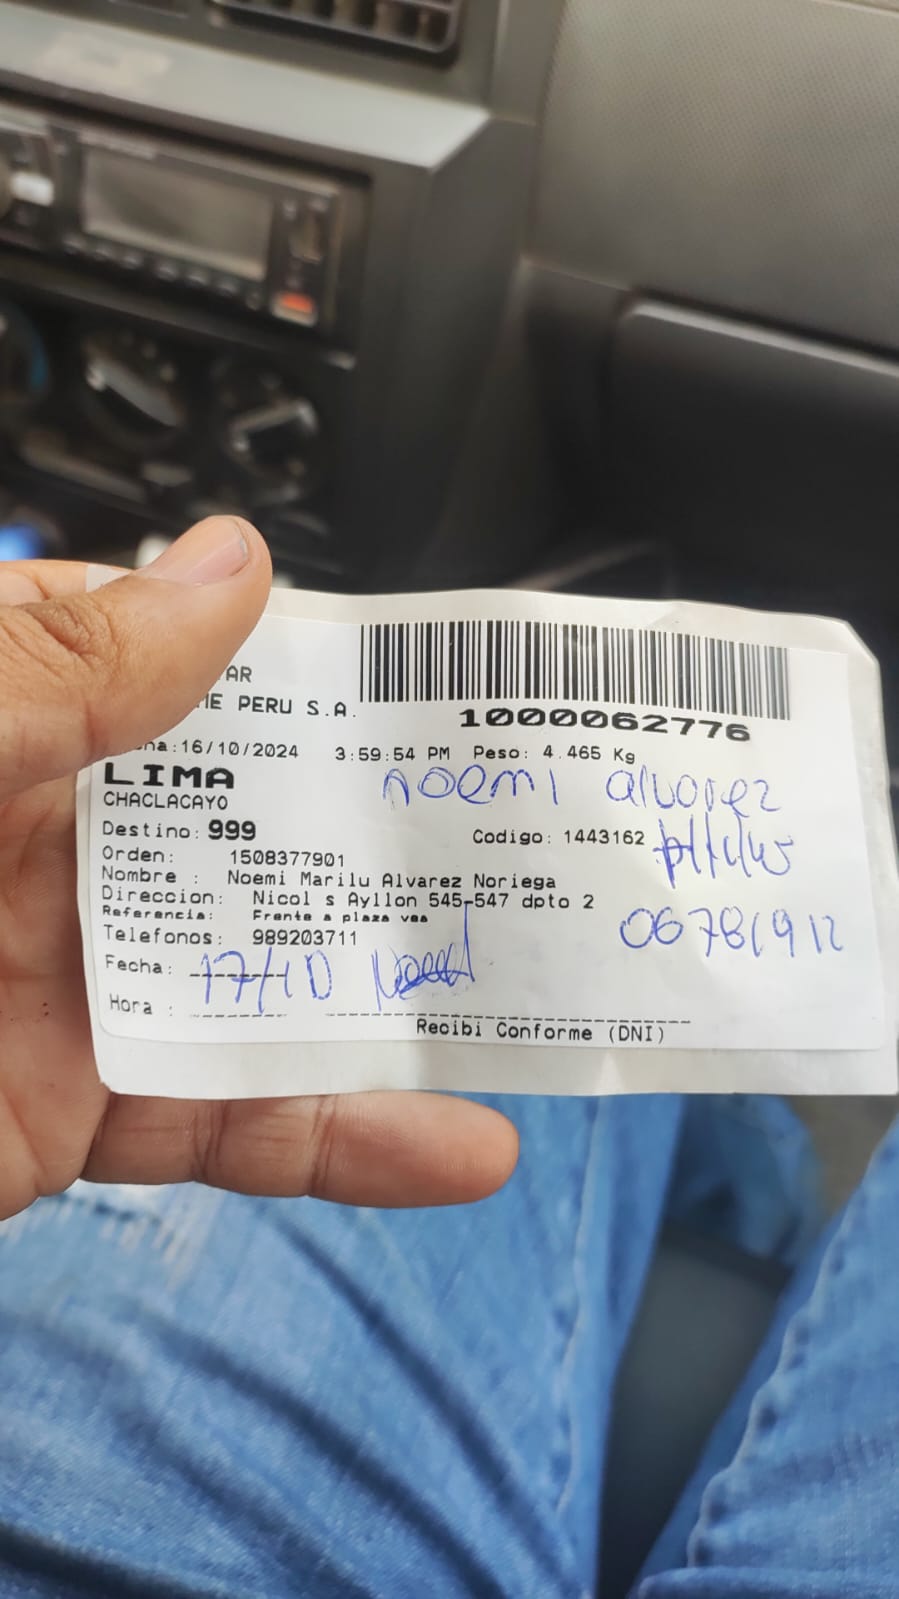 AR
ME PERU S.A.
1000062776
na:16/10/2024 3:59:54 PM Peso: 4.465 Kg
LIMA
noemi alvarez
CHACLACAYO
Destino: 999 Codigo: 1443162
Orden: 1508377901
Nombre : Noemi Marilu Alvarez Noriega
Direccion: Nicol s Ayllon 545-547 dpto 2
Referencia: Frente a plaza vea
Telefonos: 989203711
Fecha: 17/10
Hora :
Recibi Conforme (DNI)